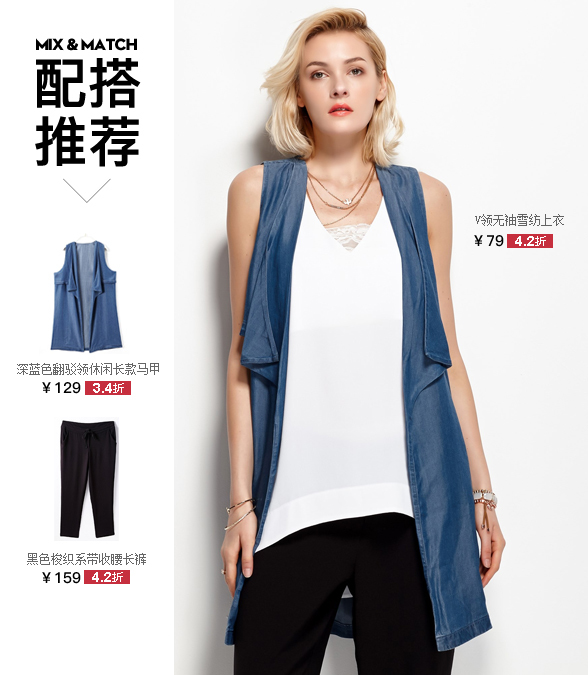 MIX & MATCH
配搭
推荐
深蓝色翻驳领休闲长款马甲
¥ 129 3.4折
黑色梭织系带收腰长裤
¥ 159 4.2折
V领无袖雪纺上衣
¥ 79 4.2折